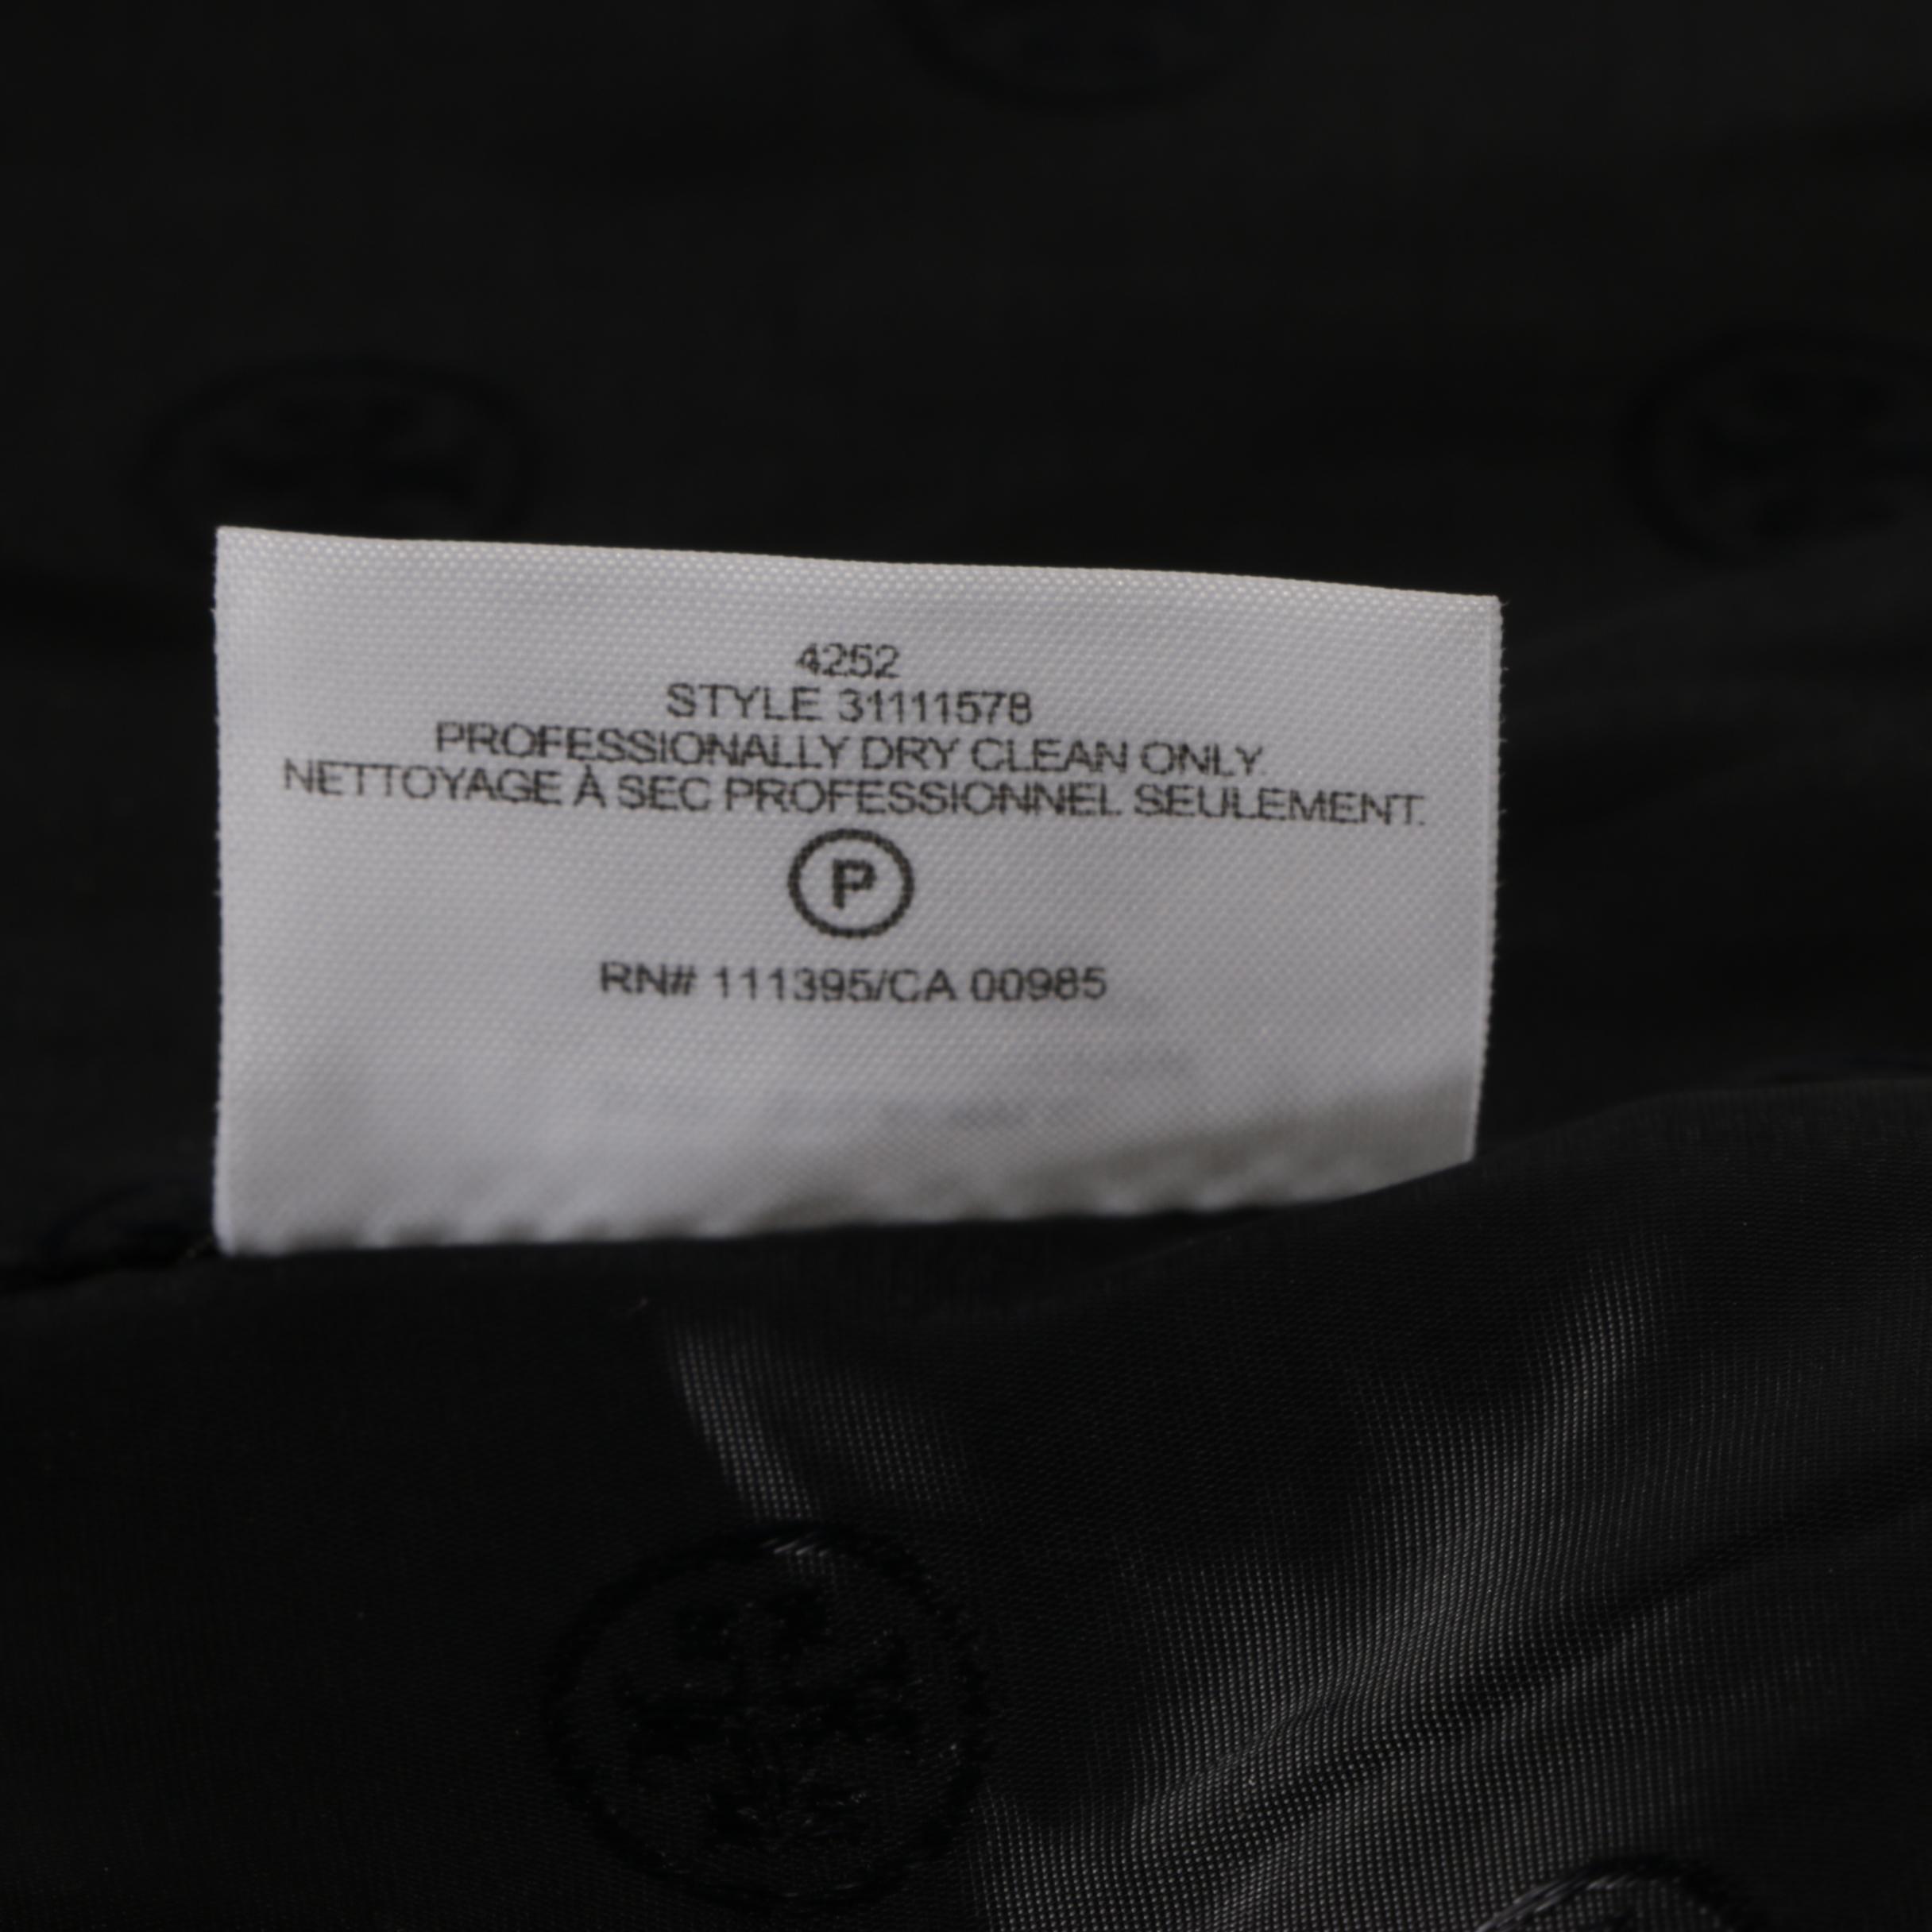 4252
STYLE 31111578
PROFESSIONALLY DRY CLEAN ONLY.
NETTOYAGE À SEC PROFESSIONNEL SEULEMENT.
P
RN# 111395/CA 00985